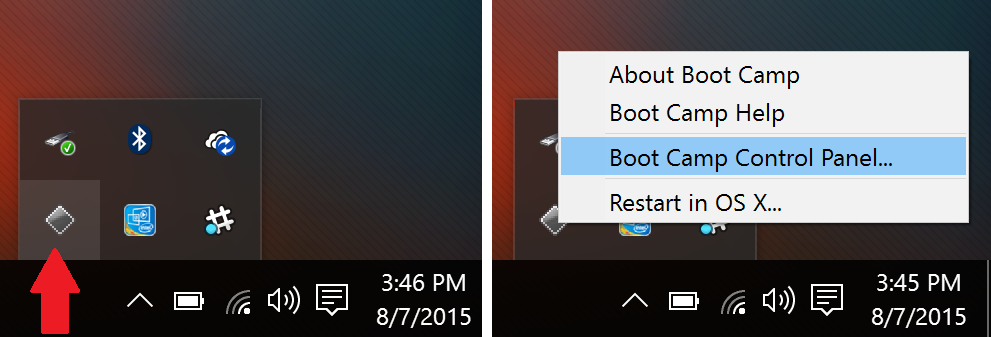 3:46 PM
8/7/2015
About Boot Camp
Boot Camp Help
Boot Camp Control Panel...
Restart in OS X...
3:45 PM
8/7/2015